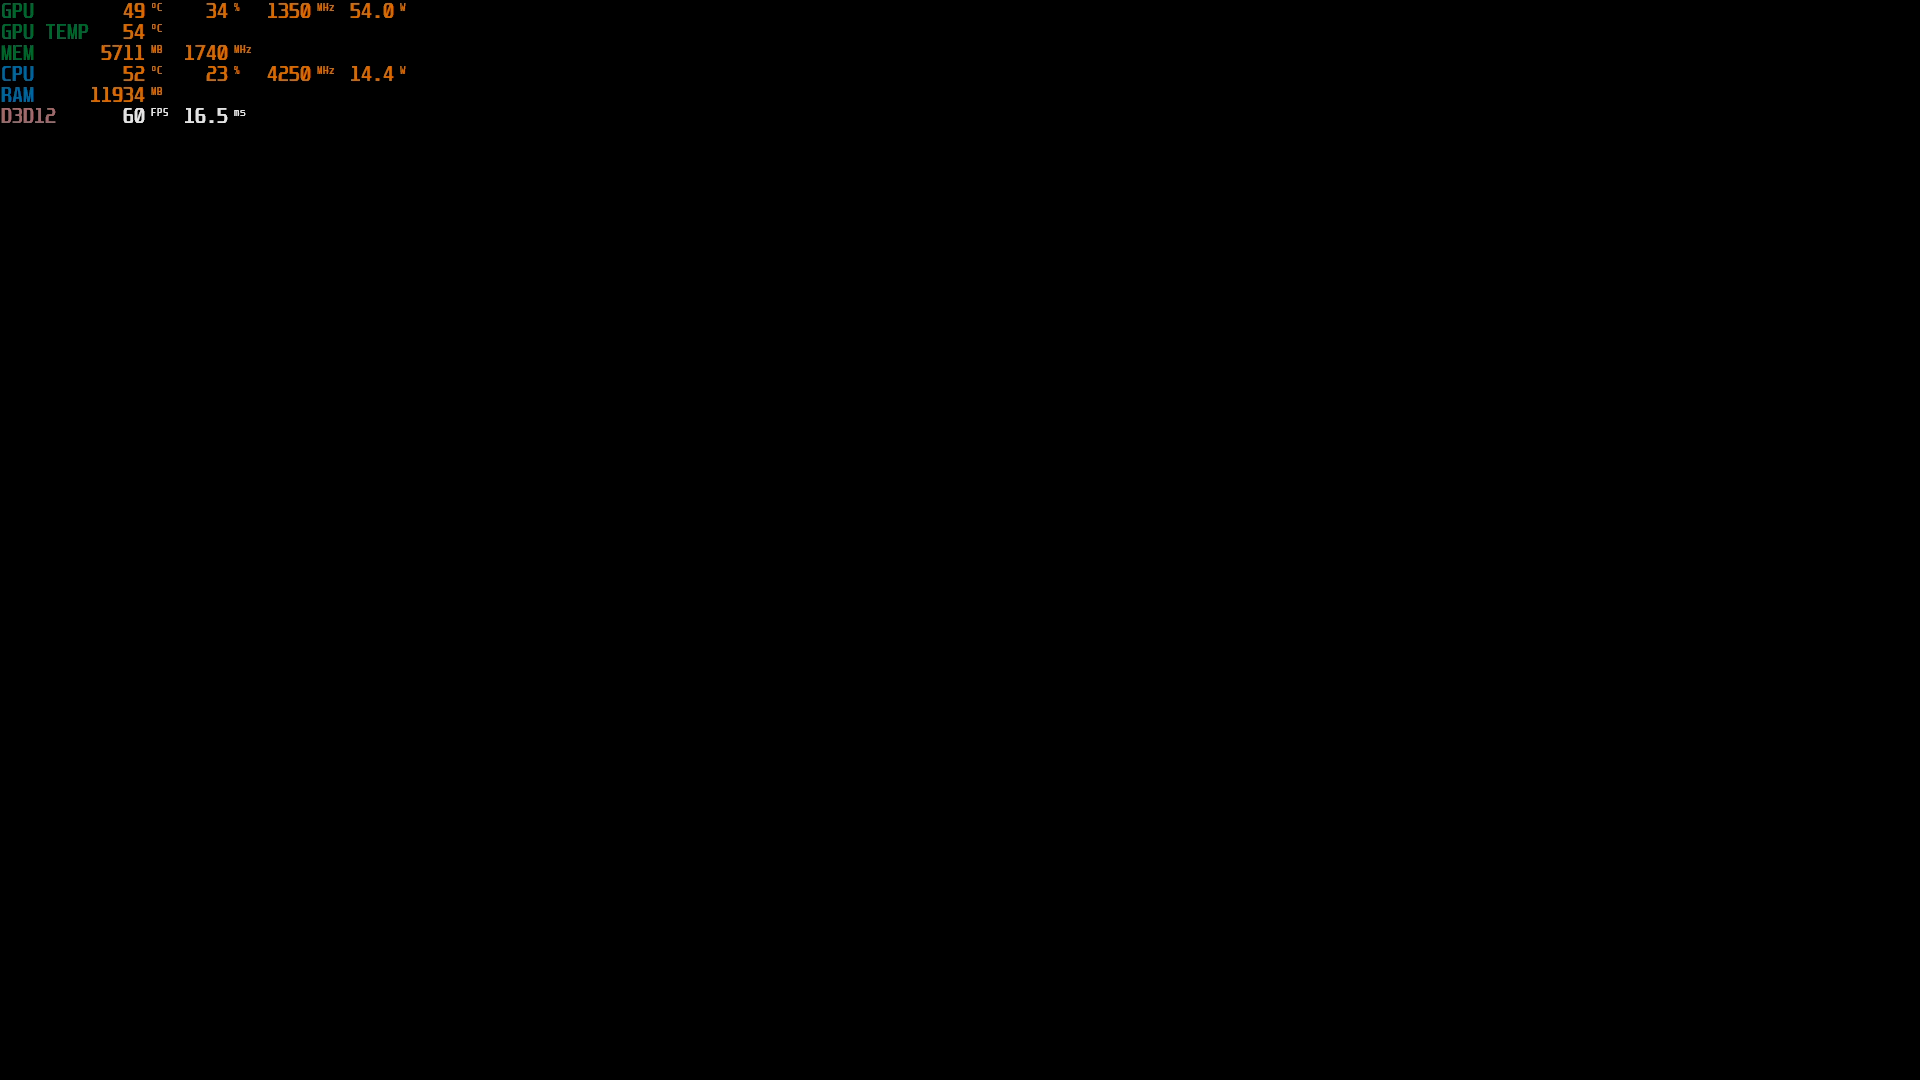 GPU 49 °C 34 % 1350 MHz 54.0 W
GPU TEMP 54 °C
MEM 5711 MB 1740 MHz
CPU 52 °C 23 % 4250 MHz 14.4 W
RAM 11934 MB
D3D12 60 FPS 16.5 ms